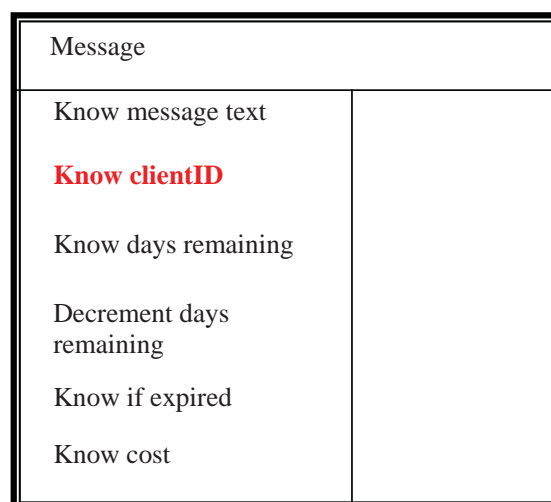 Message
Know message text
Know clientID
Know days remaining
Decrement days
remaining
Know if expired
Know cost